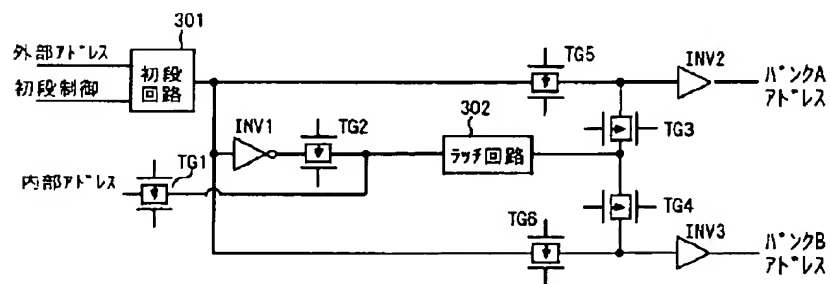 301
外部アドレス
初段制御
初段
回路
TG5
INV2
バンクA
アドレス
302
INV1
TG2
TG3
ラッチ回路
TG1
内部アドレス
TG4
TG6
INV3
バンクB
アドレス